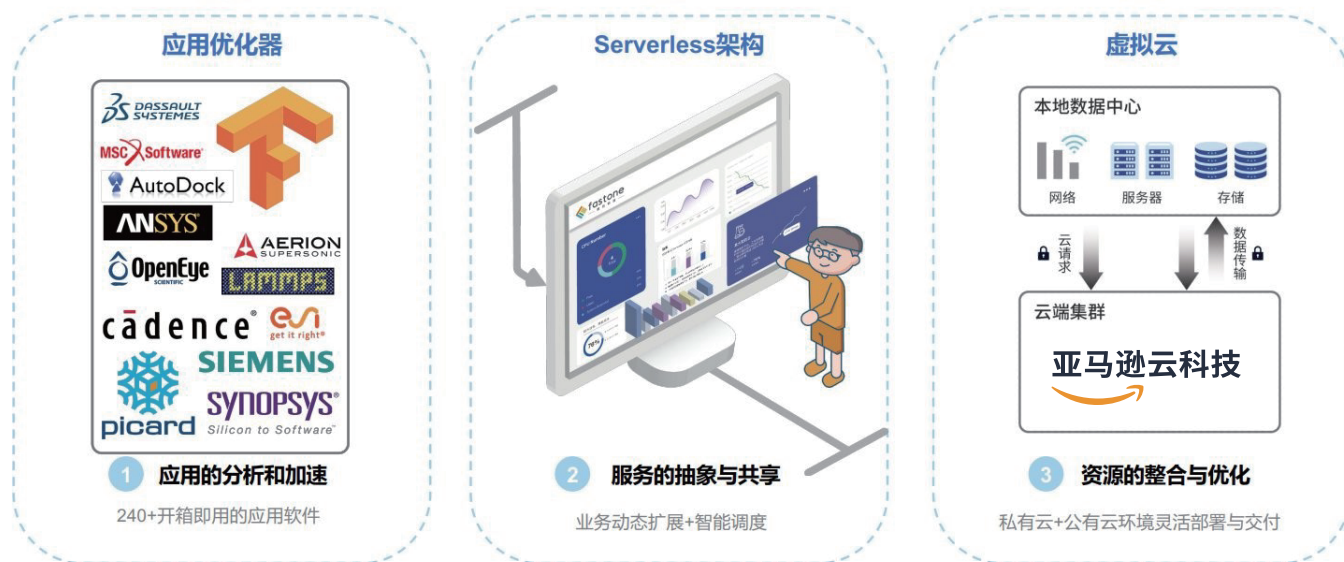 应用优化器
DASSAULT
SYSTEMES
MSC Software
AutoDock
ANSYS
AERION
SUPERSONIC
OpenEye
SCIENTIFIC
LAMMPS
cādence®
esi
get it right®
SIEMENS
picard
SYNOPSYS®
Silicon to Software™
1 应用的分析和加速
240+开箱即用的应用软件
Serverless架构
fastone
76%
2 服务的抽象与共享
业务动态扩展+智能调度
虚拟云
本地数据中心
网络 服务器 存储
云请求
数据传输
云端集群
亚马逊云科技
3 资源的整合与优化
私有云+公有云环境灵活部署与交付